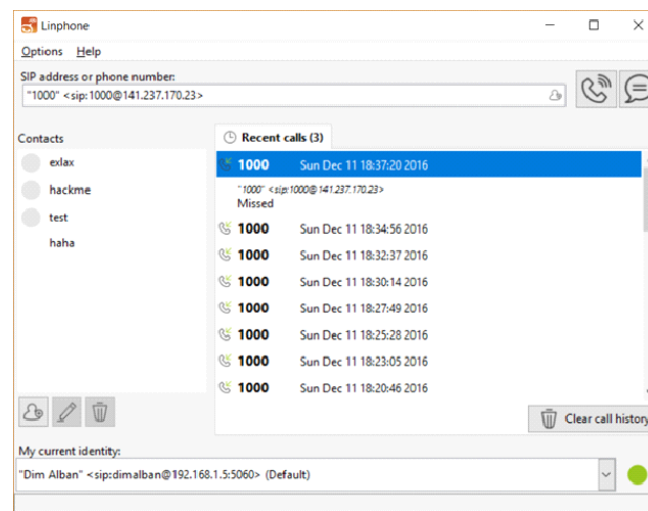 Linphone
Options Help
SIP address or phone number:
"1000" <sip:1000@141.237.170.23>
Contacts
Recent calls (3)
exlax
hackme
test
haha
1000 Sun Dec 11 18:37:20 2016
"1000" <sip:1000@141.237.170.23>
Missed
1000 Sun Dec 11 18:34:56 2016
1000 Sun Dec 11 18:32:37 2016
1000 Sun Dec 11 18:30:14 2016
1000 Sun Dec 11 18:27:49 2016
1000 Sun Dec 11 18:25:28 2016
1000 Sun Dec 11 18:23:05 2016
1000 Sun Dec 11 18:20:46 2016
Clear call history
My current identity:
"Dim Alban" <sip:dimalban@192.168.1.5:5060> (Default)